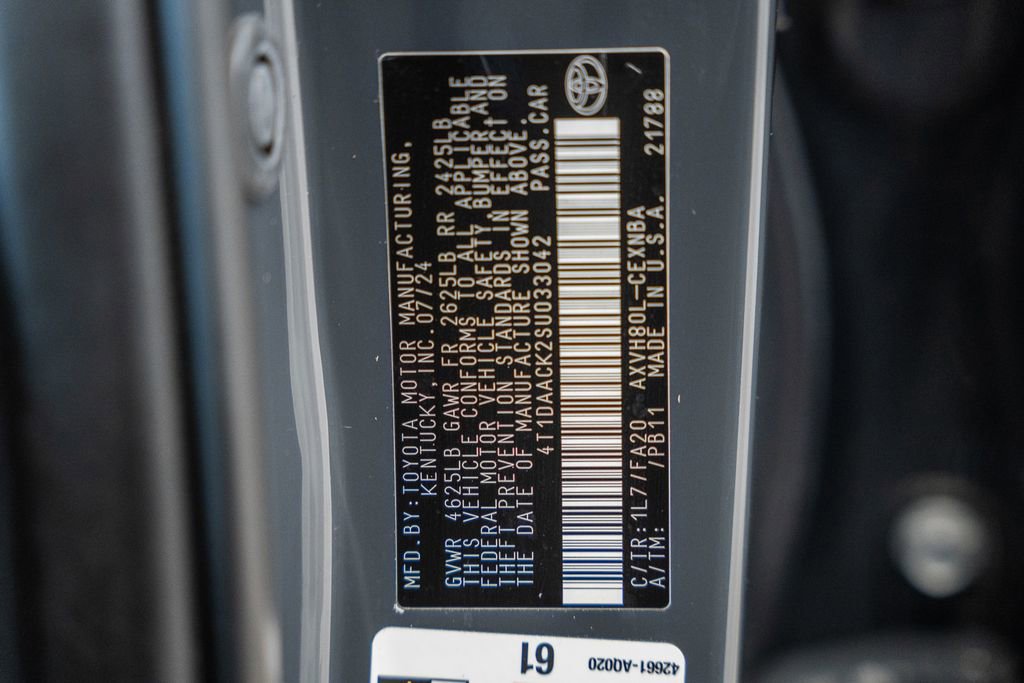 MFD.BY:TOYOTA MOTOR MANUFACTURING,
KENTUCKY,INC.07/24
GVWR 4625LB GAWR FR 2625LB RR 2425LB
THIS VEHICLE CONFORMS TO ALL APPLICABLE
FEDERAL MOTOR VEHICLE SAFETY,BUMPER AND
THEFT PREVENTION STANDARDS IN EFFECT ON
THE DATE OF MANUFACTURE SHOWN ABOVE.
4T1DAACK2SU033042 PASS.CAR
C/TR:1L7/FA20 AXVH80L-CEXNBA
A/TM: /PB11 MADE IN U.S.A. 21788
42661-AQ020 61